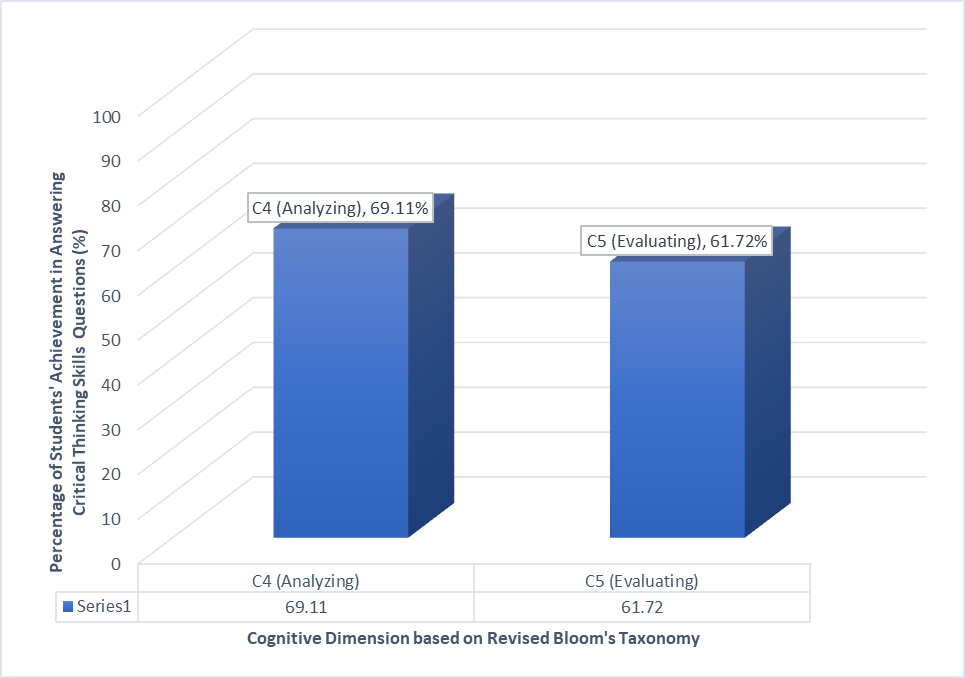 Percentage of Students' Achievement in Answering
Critical Thinking Skills  Questions (%)
100
90
80
70
60
50
40
30
20
10
0
C4 (Analyzing), 69.11%
C5 (Evaluating), 61.72%
C4 (Analyzing) C5 (Evaluating)
Series1 69.11 61.72
Cognitive Dimension based on Revised Bloom's Taxonomy